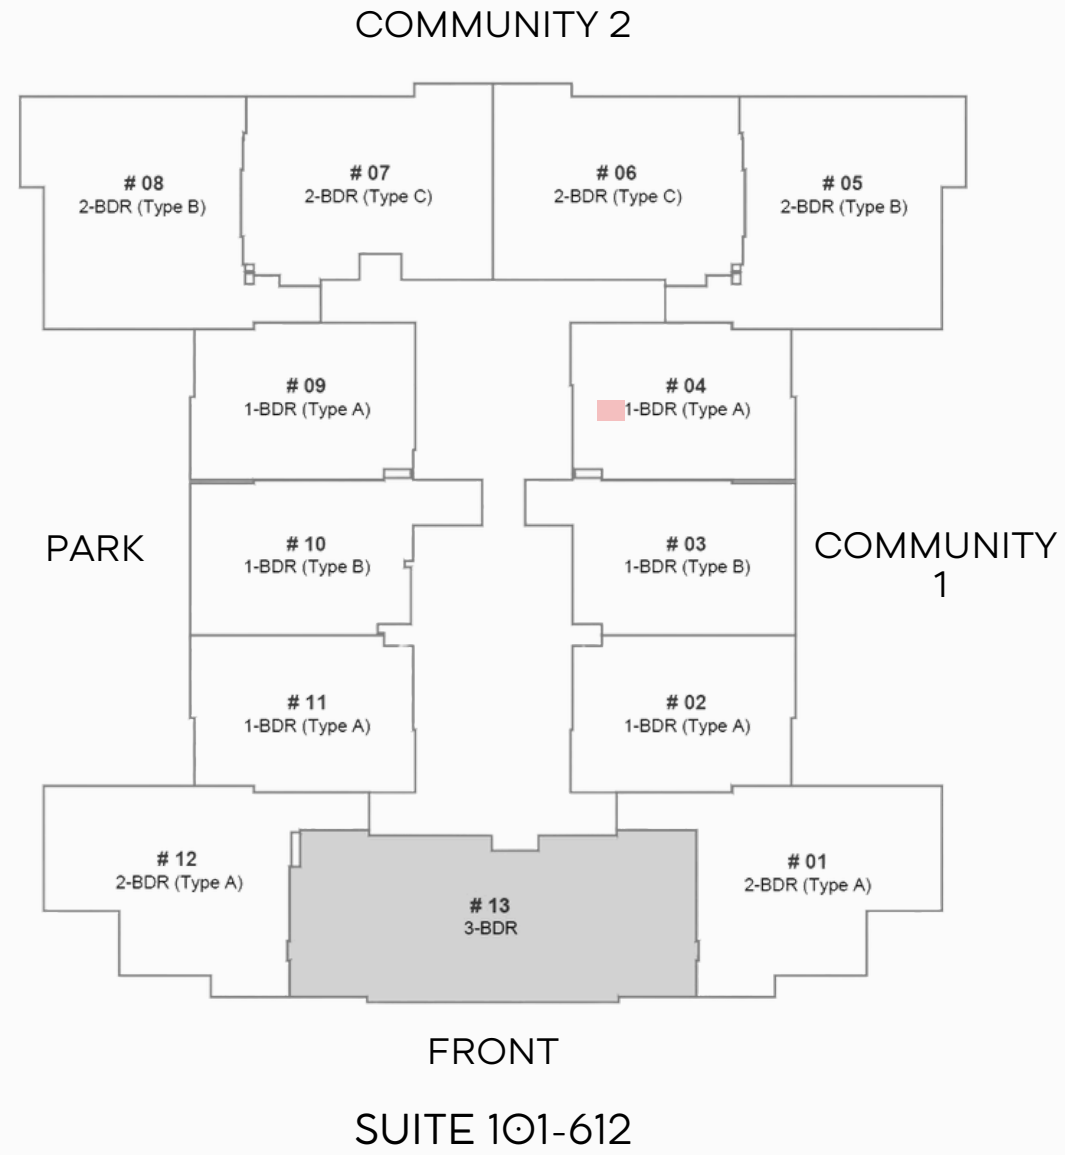 COMMUNITY 2
# 08
2-BDR (Type B)
# 07
2-BDR (Type C)
# 06
2-BDR (Type C)
# 05
2-BDR (Type B)
# 09
1-BDR (Type A)
# 04
1-BDR (Type A)
PARK
# 10
1-BDR (Type B)
# 03
1-BDR (Type B)
COMMUNITY
1
# 11
1-BDR (Type A)
# 02
1-BDR (Type A)
# 12
2-BDR (Type A)
# 13
3-BDR
# 01
2-BDR (Type A)
FRONT
SUITE 101-612